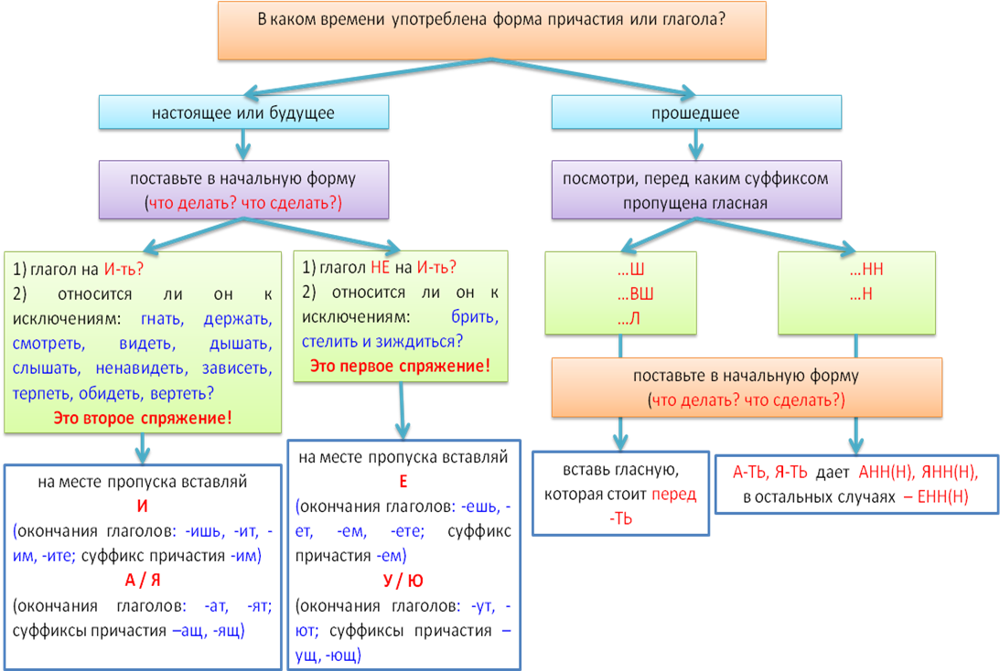 В каком времени употреблена форма причастия или глагола?
настоящее или будущее
прошедшее
поставьте в начальную форму
(что делать? что сделать?)
посмотри, перед каким суффиксом
пропущена гласная
1) глагол на И-ть?
2) относится ли он к
исключениям: гнать, держать,
смотреть, видеть, дышать,
слышать, ненавидеть, зависеть,
терпеть, обидеть, вертеть?
Это второе спряжение!
1) глагол НЕ на И-ть?
2) относится ли он к
исключениям: брить,
стелить и зиждиться?
Это первое спряжение!
...Ш
...ВШ
...Л
...НН
...Н
поставьте в начальную форму
(что делать? что сделать?)
на месте пропуска вставляй
И
(окончания глаголов: -ишь, -ит, -
им, -ите; суффикс причастия -им)
А / Я
(окончания глаголов: -ат, -ят;
суффиксы причастия –ащ, -ящ)
на месте пропуска вставляй
Е
(окончания глаголов: -ешь, -
ет, -ем, -ете; суффикс
причастия -ем)
У / Ю
(окончания глаголов: -ут, -
ют; суффиксы причастия –
ущ, -ющ)
вставь гласную,
которая стоит перед
-ТЬ
А-ТЬ, Я-ТЬ дает АНН(Н), ЯНН(Н),
в остальных случаях – ЕНН(Н)